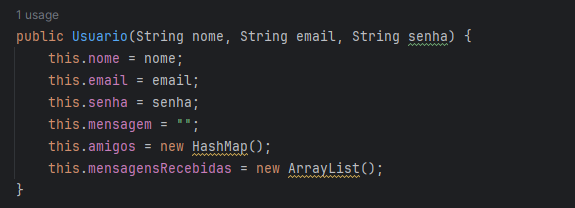 1 usage
public Usuario(String nome, String email, String senha) {
this.nome = nome;
this.email = email;
this.senha = senha;
this.mensagem = "";
this.amigos = new HashMap();
this.mensagensRecebidas = new ArrayList();
}